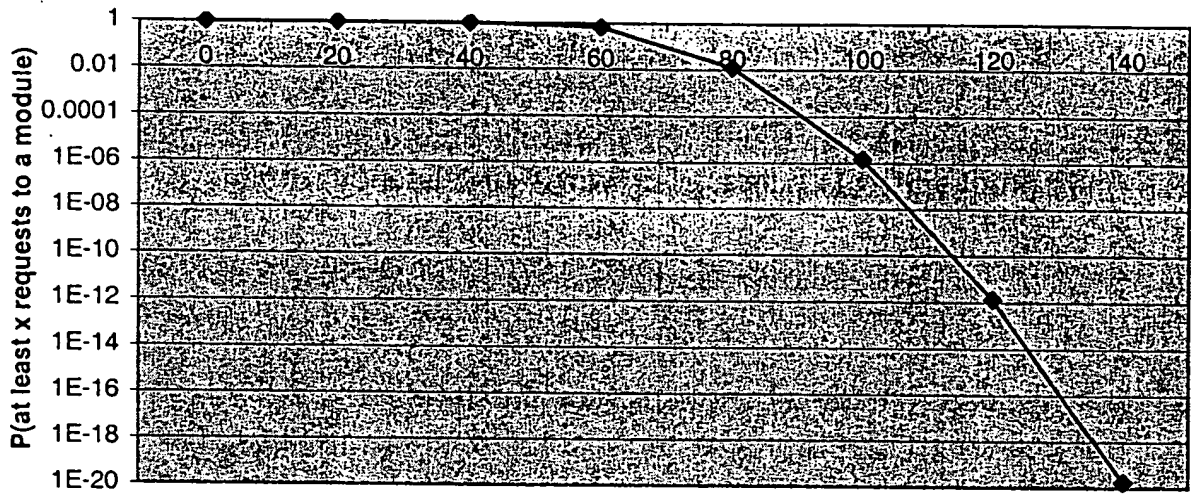 P(at least x requests to a module)
1
0.01
0.0001
1E-06
1E-08
1E-10
1E-12
1E-14
1E-16
1E-18
1E-20
0 20 40 60 80 100 120 140